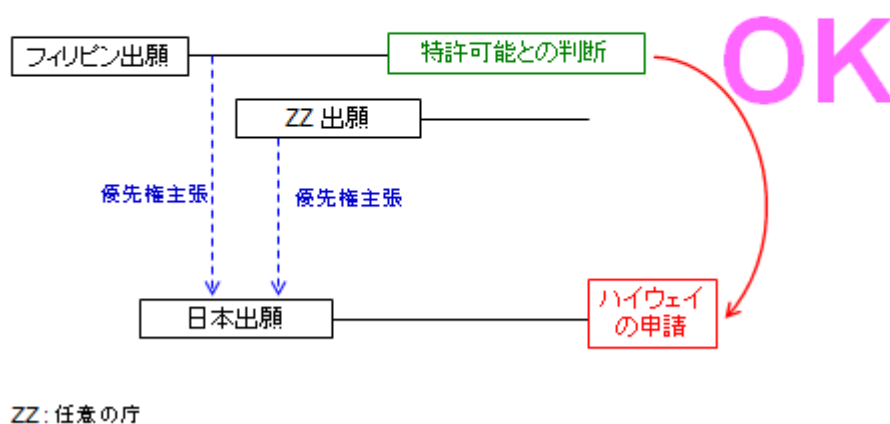 OK
フィリピン出願
特許可能との判断
ZZ 出願
優先権主張
優先権主張
日本出願
ハイウェイ
の申請
ZZ:任意の庁